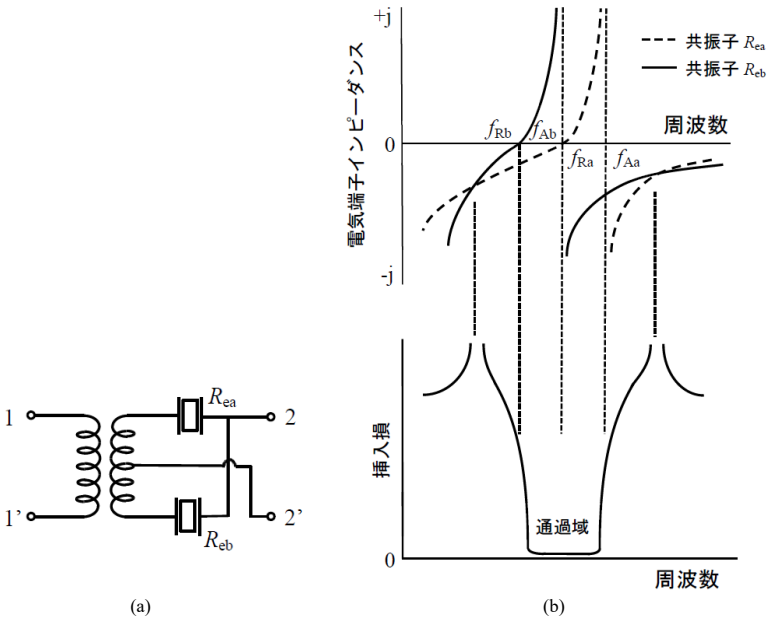 1
1’
Rea
Reb
2
2’
(a)
+j
0
-j
電気端子インピーダンス
共振子 Rea
共振子 Reb
周波数
fRb
fAb
fRa
fAa
挿入損
0
通過域
周波数
(b)